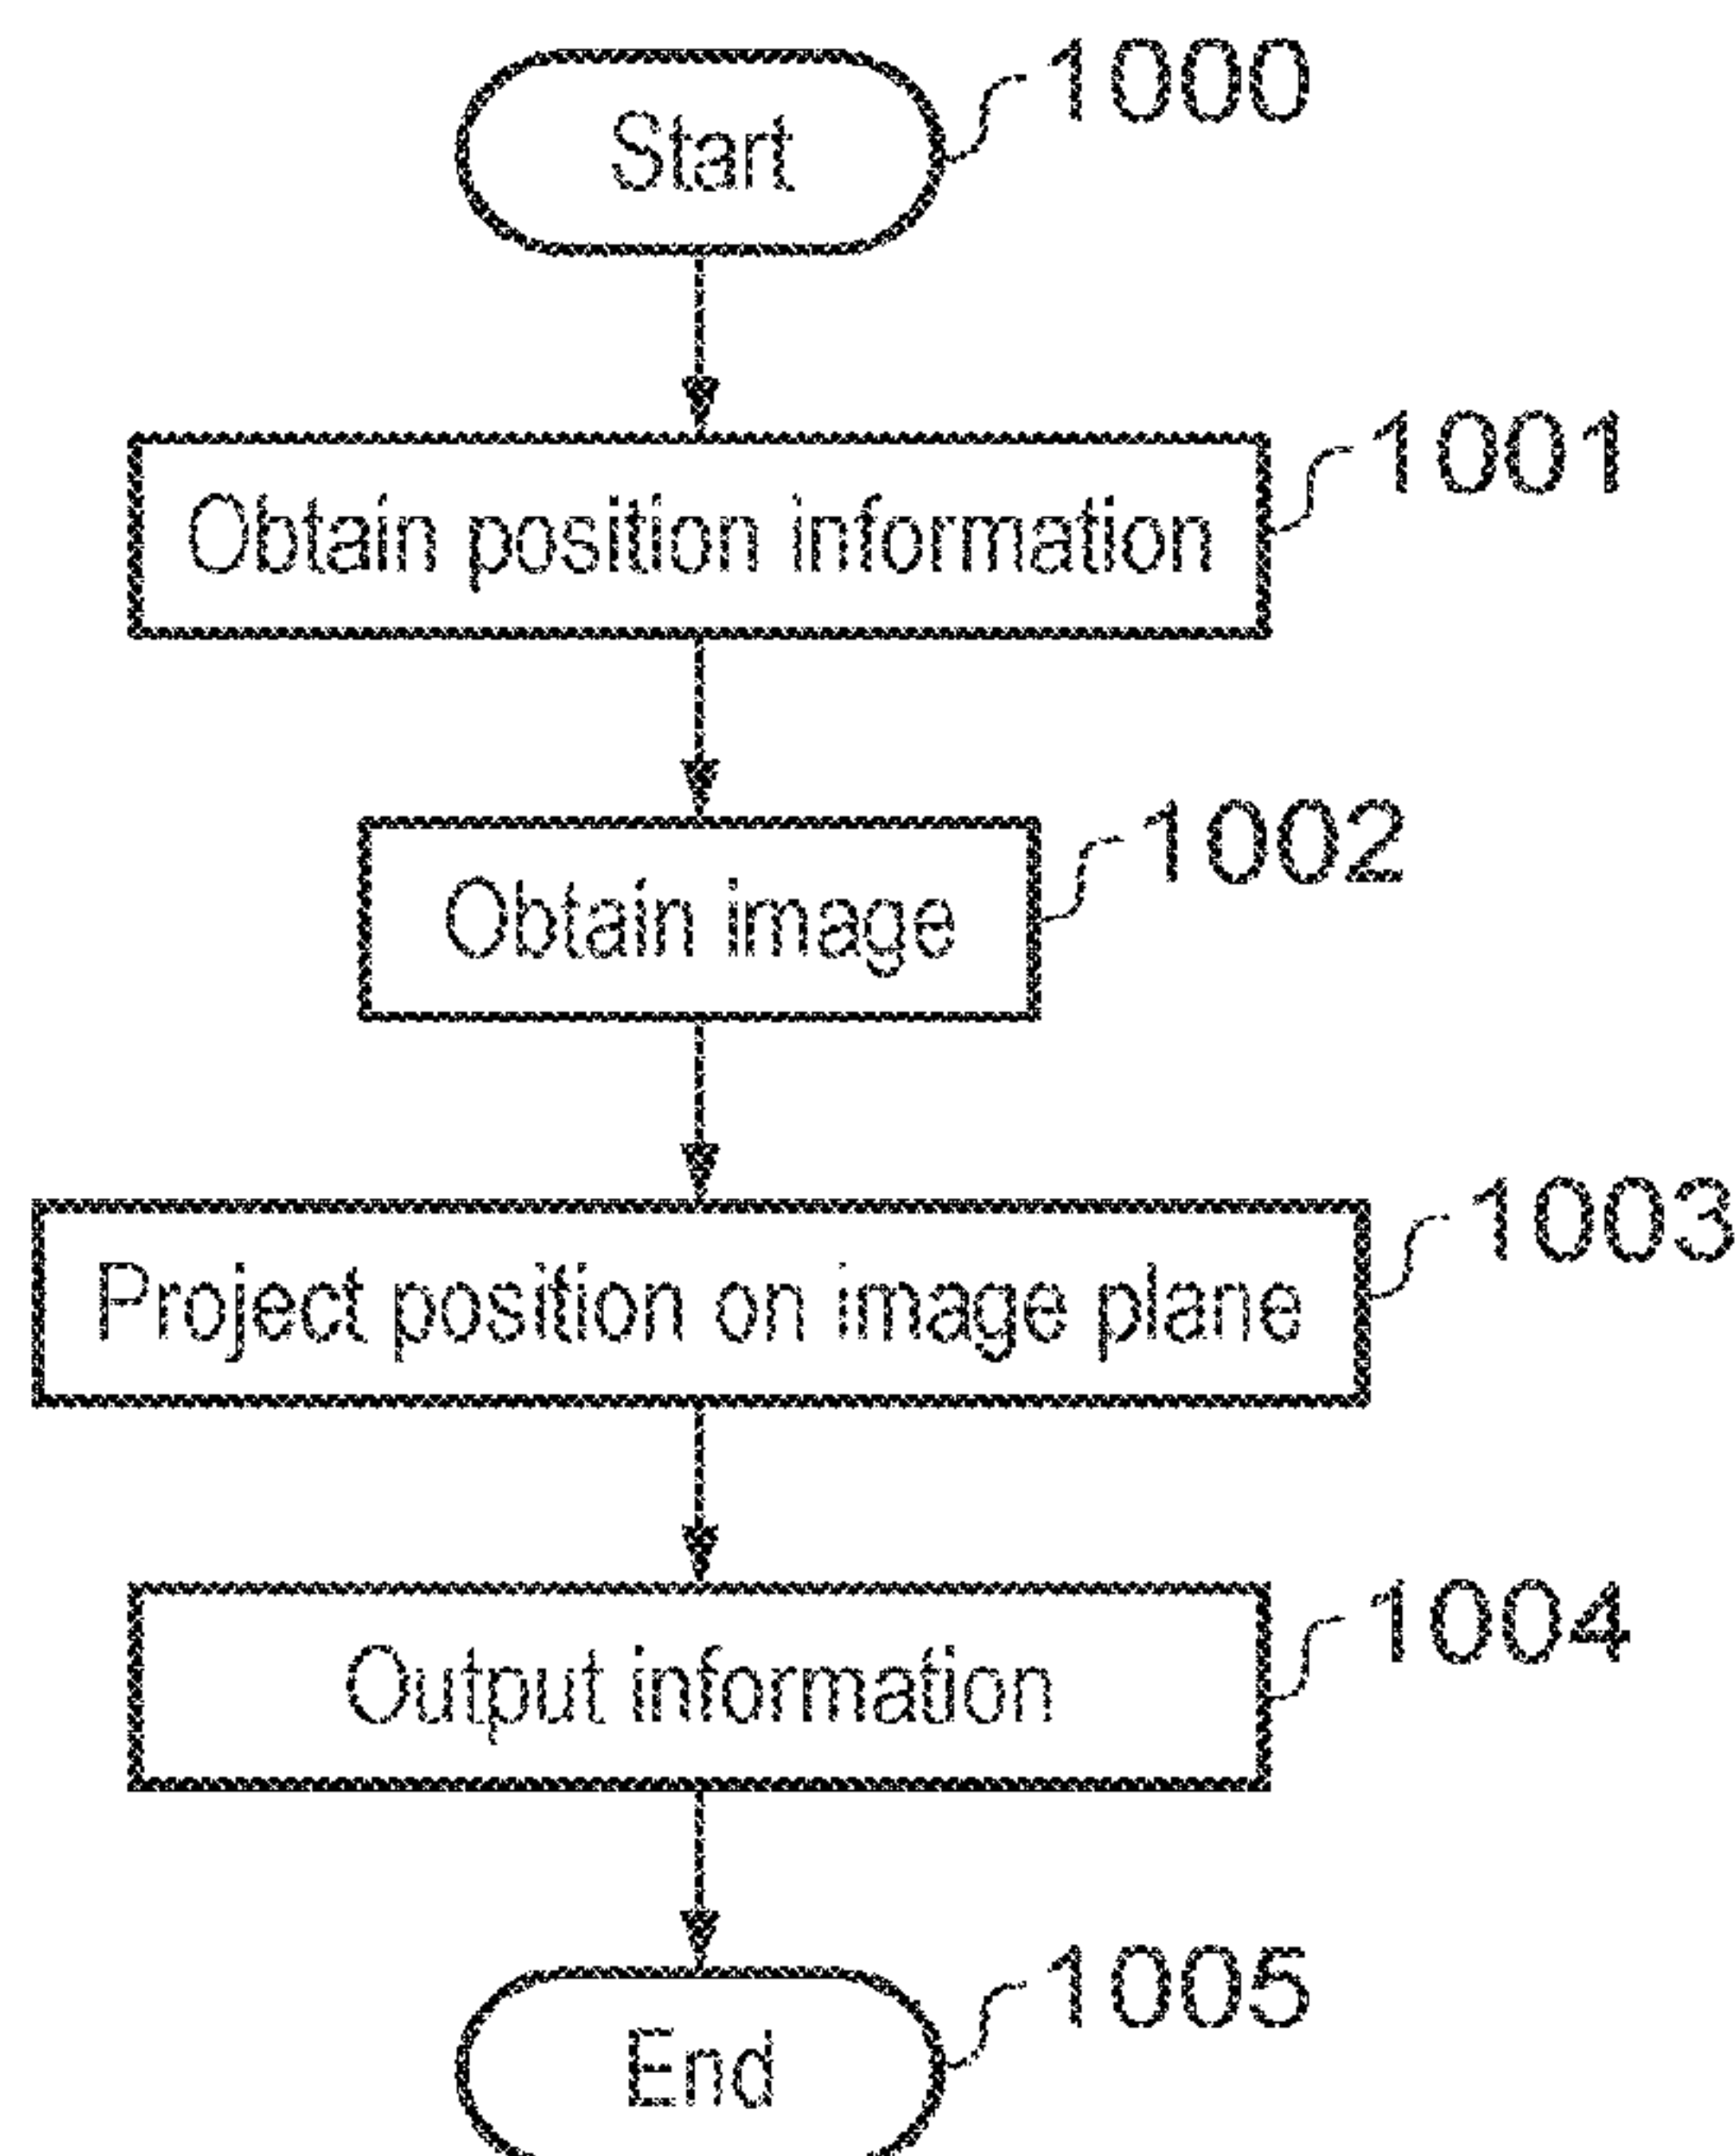 Start
1000
Obtain position information
1001
Obtain image
1002
Project position on image plane
1003
Output information
1004
End
1005